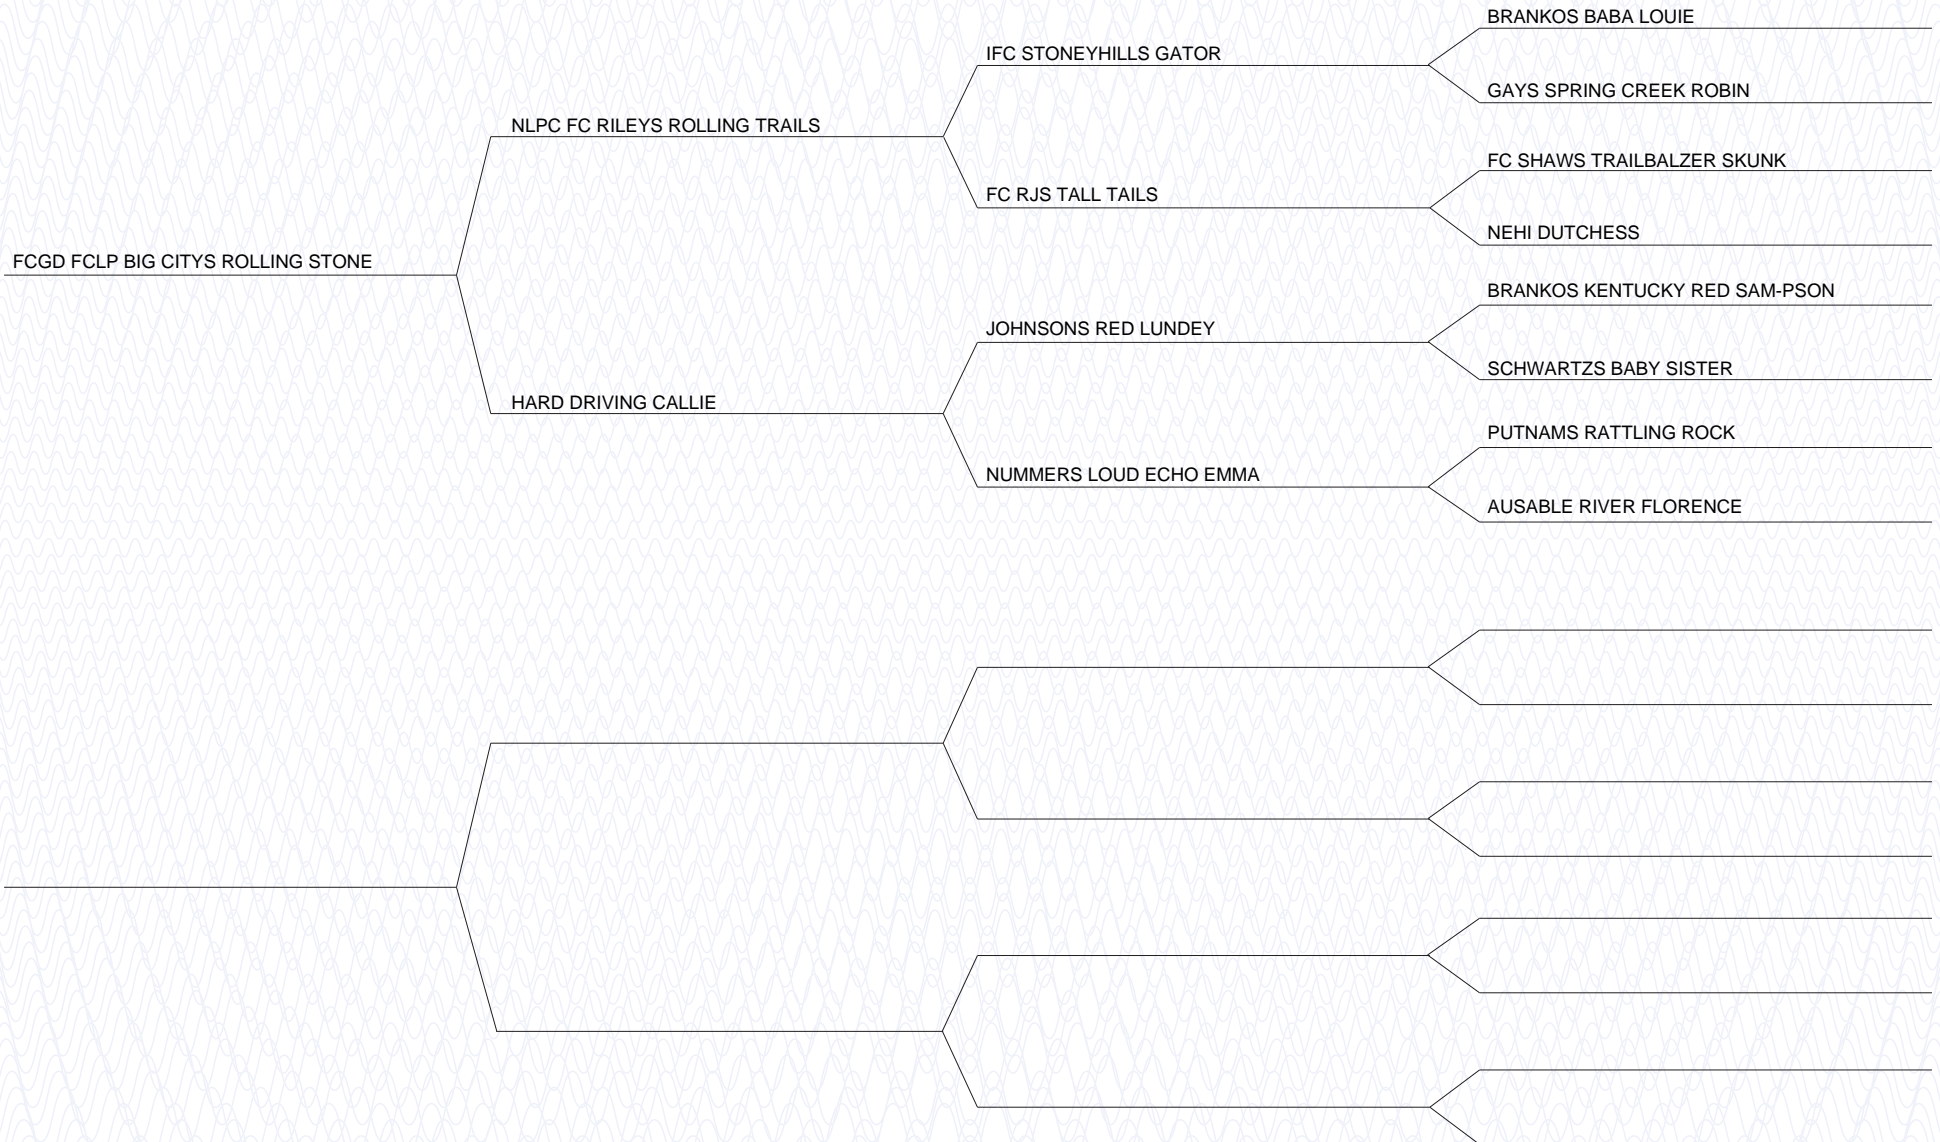 BRANKOS BABA LOUIE
IFC STONEYHILLS GATOR
GAYS SPRING CREEK ROBIN
NLPC FC RILEYS ROLLING TRAILS
FC SHAWS TRAILBALZER SKUNK
FC RJS TALL TAILS
NEHI DUTCHESS
FCGD FCLP BIG CITYS ROLLING STONE
BRANKOS KENTUCKY RED SAM-PSON
JOHNSONS RED LUNDEY
SCHWARTZS BABY SISTER
HARD DRIVING CALLIE
PUTNAMS RATTLING ROCK
NUMMERS LOUD ECHO EMMA
AUSABLE RIVER FLORENCE